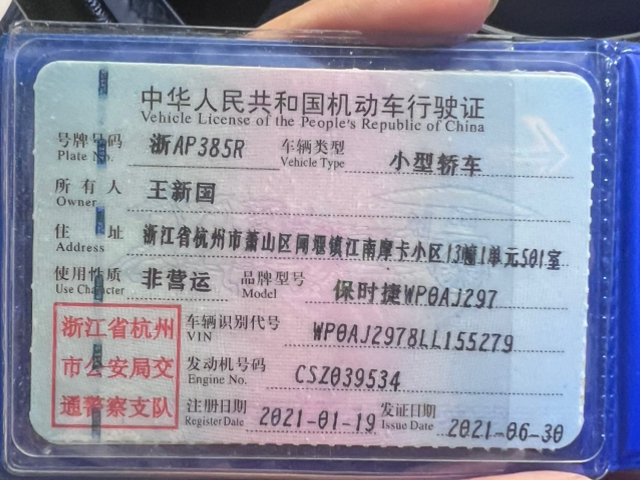 中华人民共和国机动车行驶证
Vehicle License of the People's Republic of China
号牌号码 浙AP385R 车辆类型 小型轿车
Plate No. Vehicle Type
所有人 王新国
Owner
住址 浙江省杭州市萧山区闻堰镇江南摩卡小区13幢1单元501室
Address
使用性质 非营运 品牌型号 保时捷WP0AJ297
Use Character Model
浙江省杭州
市公安局交
通警察支队
车辆识别代号 WP0AJ2978LL155279
VIN
发动机号码 CSZ039534
Engine No.
注册日期 2021-01-19 发证日期 2021-06-30
Register Date Issue Date